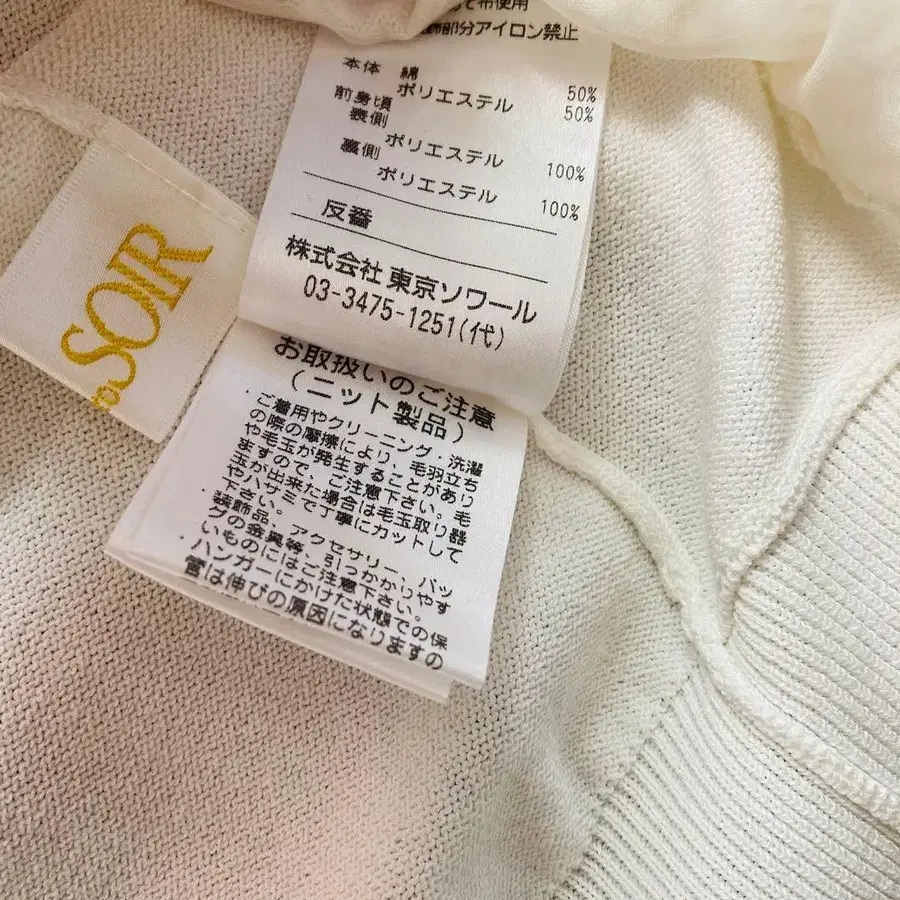 て布使用
飾部分アイロン禁止
本体 綿 50%
ポリエステル 50%
前身頃
表側
ポリエステル 100%
裏側
ポリエステル 100%
反番
株式会社 東京ソワール
03-3475-1251(代)
SOIR
お取扱いのご注意
(ニット製品)
・ご着用やクリーニング・洗濯
の際の摩擦により、毛羽立ち
や毛玉が発生することがあり
ますので、ご注意下さい。毛
玉が出来た場合は毛玉取り器
やハサミで丁寧にカットして
下さい。
・装飾品、アクセサリー、バッ
グの金具等、引っかかりやす
いものにはご注意下さい。
・ハンガーにかけた状態での保
管は伸びの原因になりますの